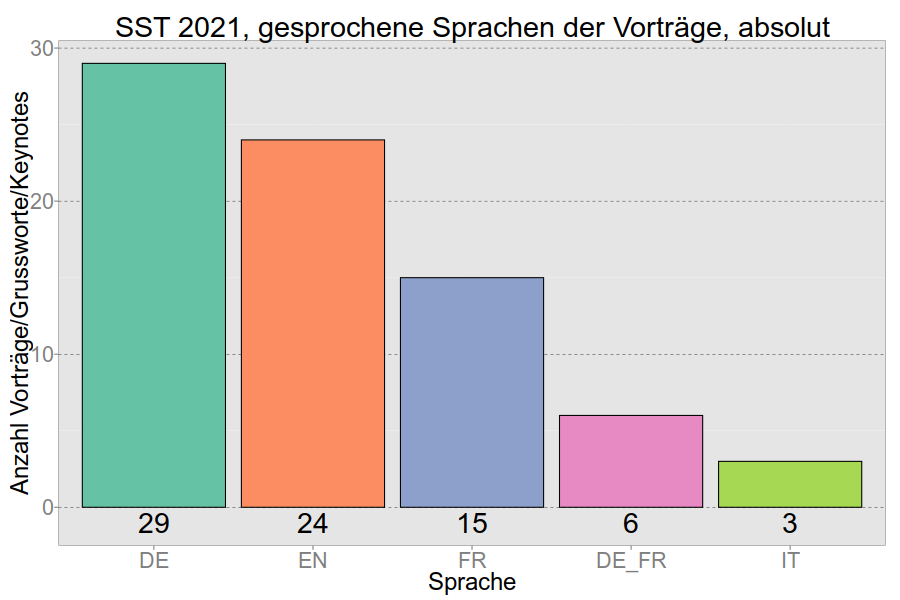 SST 2021, gesprochene Sprachen der Vorträge, absolut
Anzahl Vorträge/Grussworte/Keynotes
30
20
10
0
29 24 15 6 3
DE EN FR DE_FR IT
Sprache